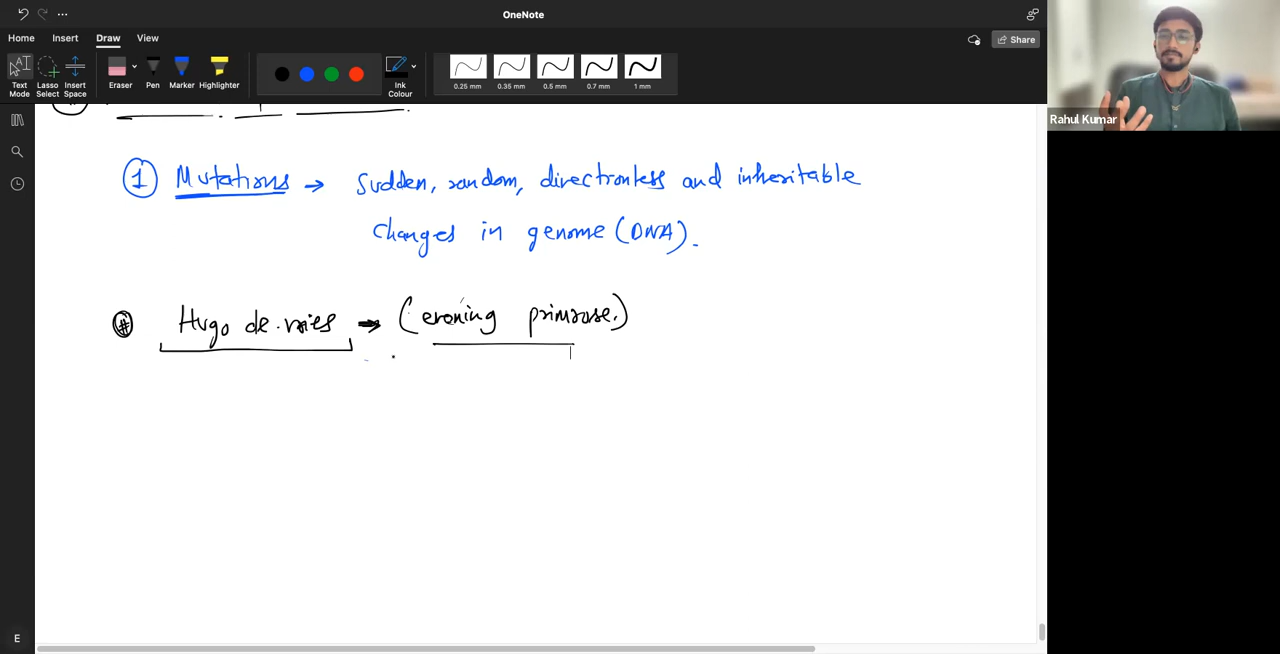 OneNote
Home Insert Draw View
Share
Text Mode
Lasso Select
Insert Space
Eraser
Pen
Marker
Highlighter
Ink Colour
0.25 mm
0.35 mm
0.5 mm
0.7 mm
1 mm
Rahul Kumar
① Mutations → Sudden, random, directionless and inheritable
changes in genome (DNA).
# Hugo de. vries → (evening primrose.)
E